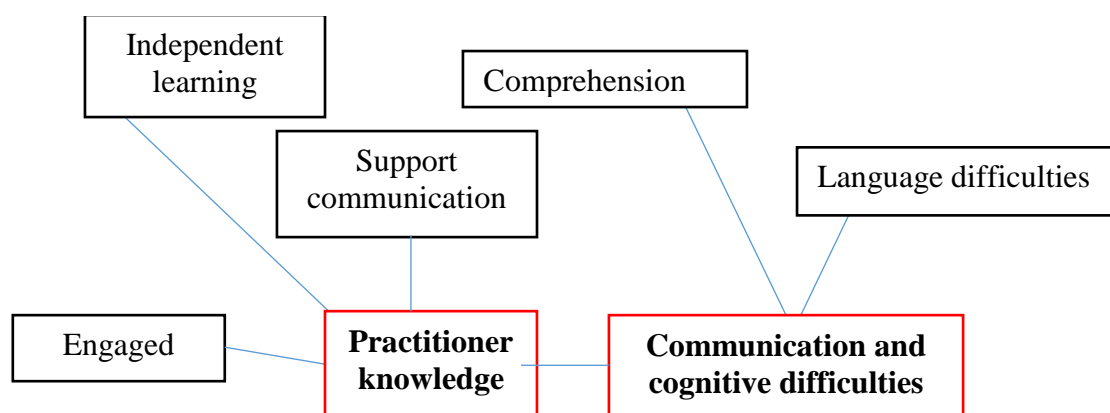 Independent
learning
Comprehension
Support
communication
Language difficulties
Engaged
Practitioner
knowledge
Communication and
cognitive difficulties